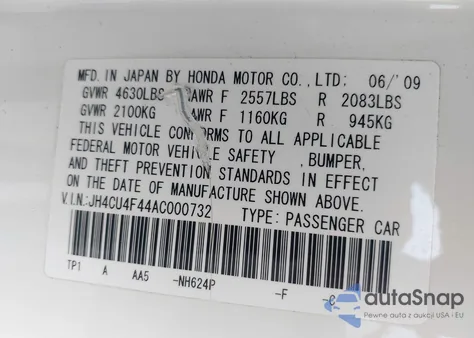 MFD. IN JAPAN BY HONDA MOTOR CO., LTD: 06/'09
GVWR 4630LBS GAWR F 2557LBS R 2083LBS
GVWR 2100KG GAWR F 1160KG R 945KG
THIS VEHICLE CONFORMS TO ALL APPLICABLE
FEDERAL MOTOR VEHICLE SAFETY ,BUMPER,
AND THEFT PREVENTION STANDARDS IN EFFECT
ON THE DATE OF MANUFACTURE SHOWN ABOVE.
V.I.N.:JH4CU4F44AC000732 TYPE: PASSENGER CAR
TP1 A AA5 -NH624P -F
autoSnap
Pewne auta z aukcji USA i EU